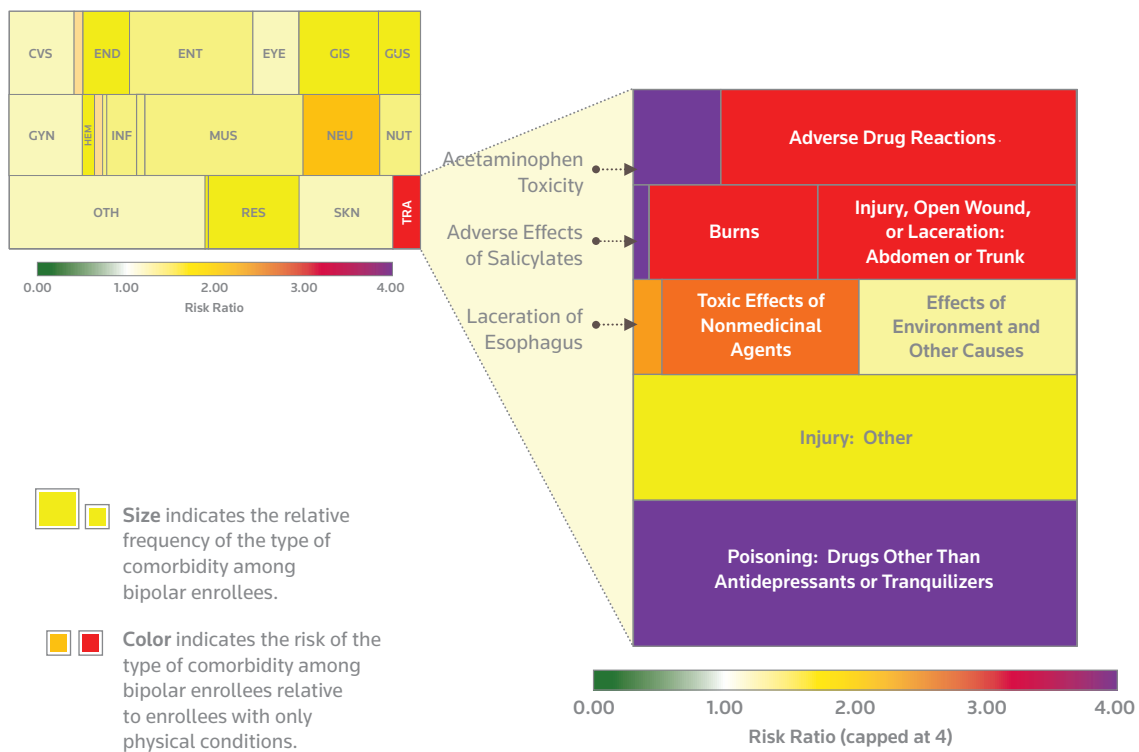 CVS
END
ENT
EYE
GIS
GUS
GYN
HEM
INF
MUS
NEU
NUT
OTH
RES
SKN
TRA
0.00 1.00 2.00 3.00 4.00
Risk Ratio
Acetaminophen
Toxicity
Adverse Drug Reactions
Adverse Effects
of Salicylates
Burns
Injury, Open Wound,
or Laceration:
Abdomen or Trunk
Laceration of
Esophagus
Toxic Effects of
Nonmedicinal
Agents
Effects of
Environment and
Other Causes
Injury: Other
Poisoning: Drugs Other Than
Antidepressants or Tranquilizers
Size indicates the relative
frequency of the type of
comorbidity among
bipolar enrollees.
Color indicates the risk of the
type of comorbidity among
bipolar enrollees relative
to enrollees with only
physical conditions.
0.00 1.00 2.00 3.00 4.00
Risk Ratio (capped at 4)